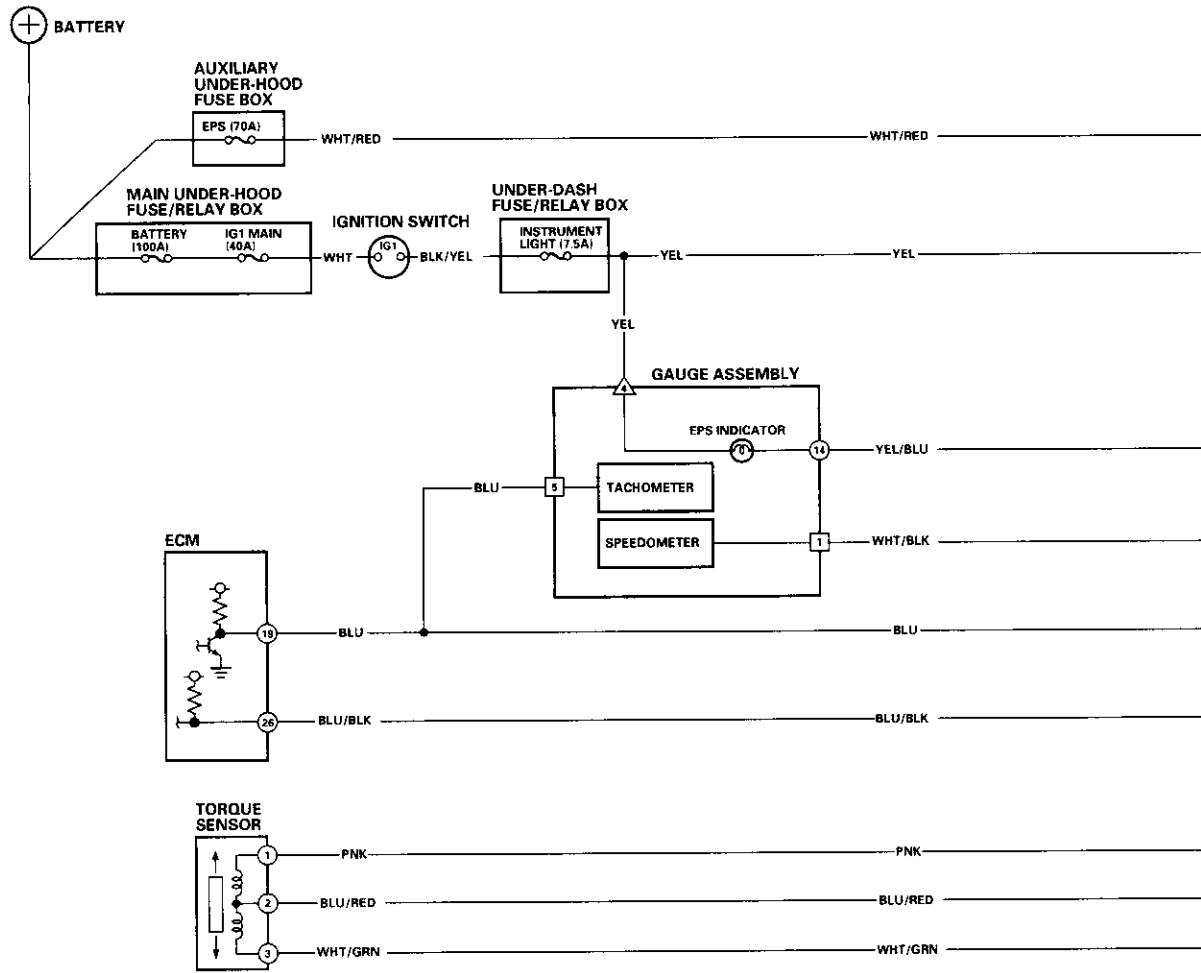 + BATTERY
AUXILIARY
UNDER-HOOD
FUSE BOX
EPS (70A)
WHT/RED
WHT/RED
MAIN UNDER-HOOD
FUSE/RELAY BOX
BATTERY
(100A)
IG1 MAIN
(40A)
WHT
IGNITION SWITCH
IG1
BLK/YEL
UNDER-DASH
FUSE/RELAY BOX
INSTRUMENT
LIGHT (7.5A)
YEL
YEL
YEL
GAUGE ASSEMBLY
4
EPS INDICATOR
14
YEL/BLU
BLU
5
TACHOMETER
SPEEDOMETER
1
WHT/BLK
ECM
19
BLU
BLU
26
BLU/BLK
BLU/BLK
TORQUE
SENSOR
1
PNK
PNK
2
BLU/RED
BLU/RED
3
WHT/GRN
WHT/GRN